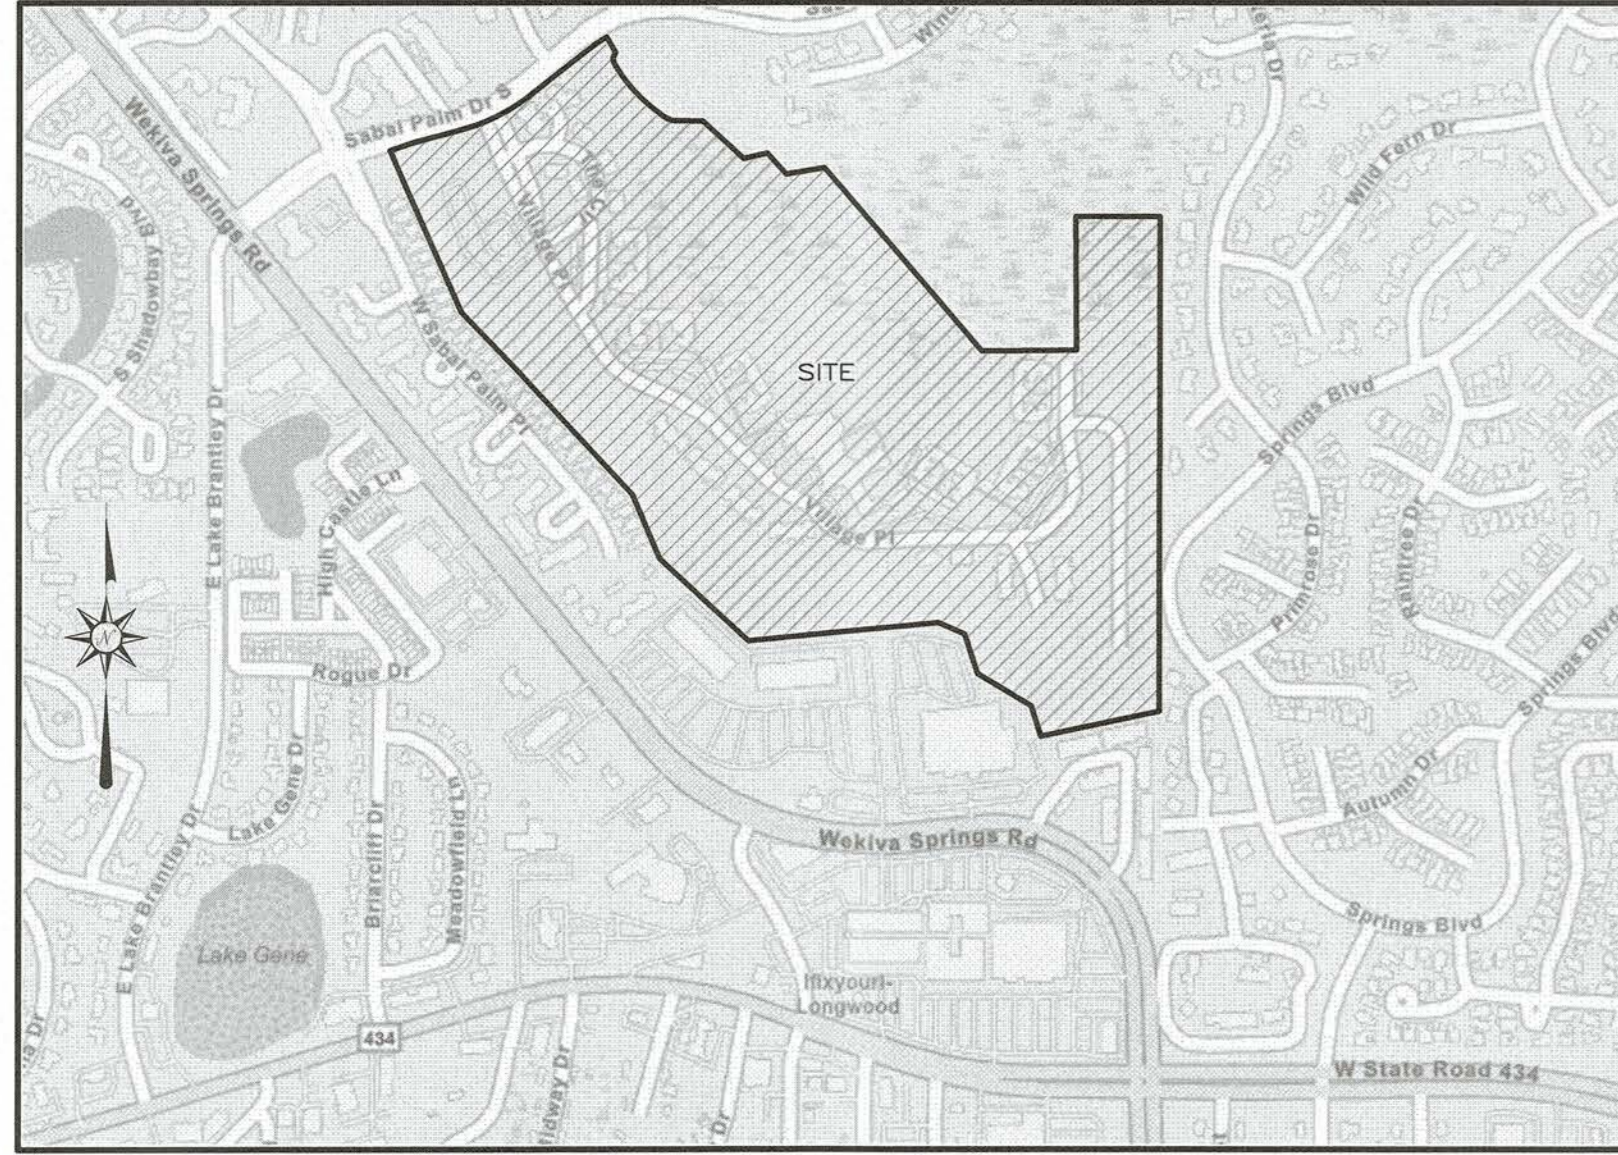 Sabal Palm Dr S
Wekiva Springs Rd
Wild Fern Dr
S Shadowbay Blvd
The Cir
Village Pl
W Sabal Palm Pl
SITE
Springs Blvd
E Lake Brantley Dr
High Castle Ln
Village Pl
Primrose Dr
Raintree Dr
N
Rogue Dr
Springs Blvd
Lake Gene Dr
Autumn Dr
Meadowfield Ln
Briarcliff Dr
E Lake Brantley Dr
Wekiva Springs Rd
Springs Blvd
Lake Gene
Ifixyouri-
Longwood
434
W State Road 434
Dr